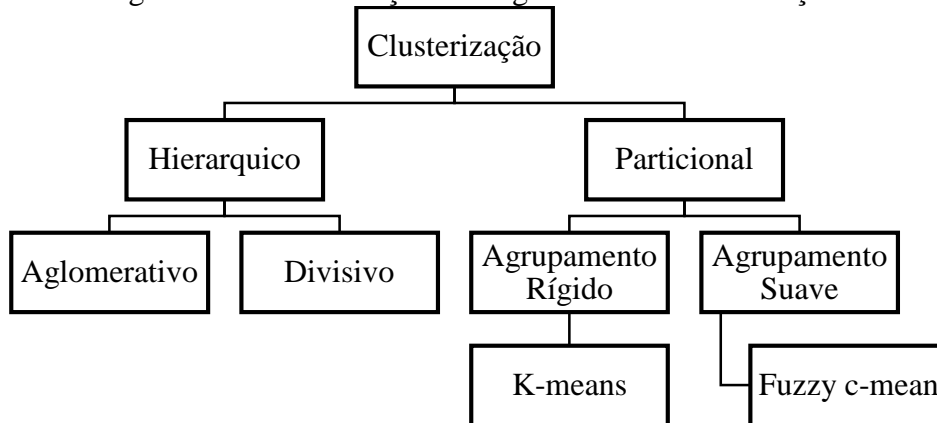 Clusterização
Hierarquico
Particional
Aglomerativo
Divisivo
Agrupamento
Rígido
Agrupamento
Suave
K-means
Fuzzy c-mean